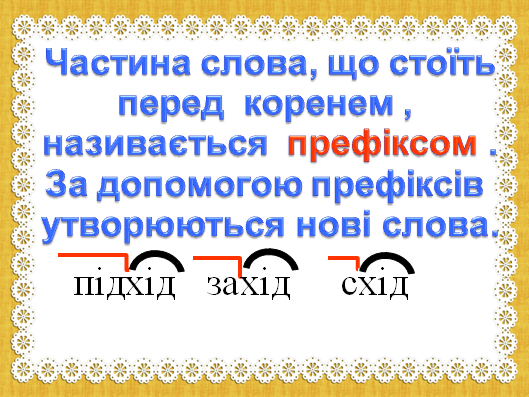 Частина слова, що стоїть
перед коренем ,
називається префіксом .
За допомогою префіксів
утворюються нові слова.
підхід захід схід